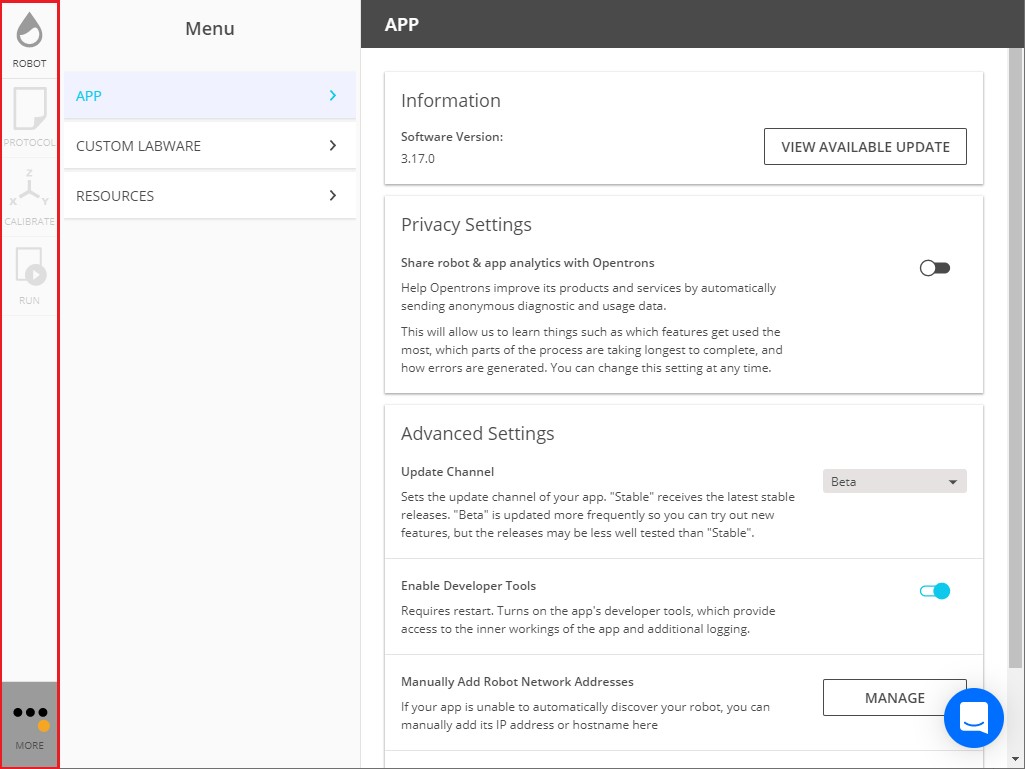 ROBOT
PROTOCOL
Z
X Y
CALIBRATE
RUN
MORE
Menu
APP
CUSTOM LABWARE
RESOURCES
APP
Information
Software Version:
3.17.0
VIEW AVAILABLE UPDATE
Privacy Settings
Share robot & app analytics with Opentrons
Help Opentrons improve its products and services by automatically
sending anonymous diagnostic and usage data.
This will allow us to learn things such as which features get used the
most, which parts of the process are taking longest to complete, and
how errors are generated. You can change this setting at any time.
Advanced Settings
Update Channel
Beta
Sets the update channel of your app. "Stable" receives the latest stable
releases. "Beta" is updated more frequently so you can try out new
features, but the releases may be less well tested than "Stable".
Enable Developer Tools
Requires restart. Turns on the app's developer tools, which provide
access to the inner workings of the app and additional logging.
Manually Add Robot Network Addresses
If your app is unable to automatically discover your robot, you can
manually add its IP address or hostname here
MANAGE